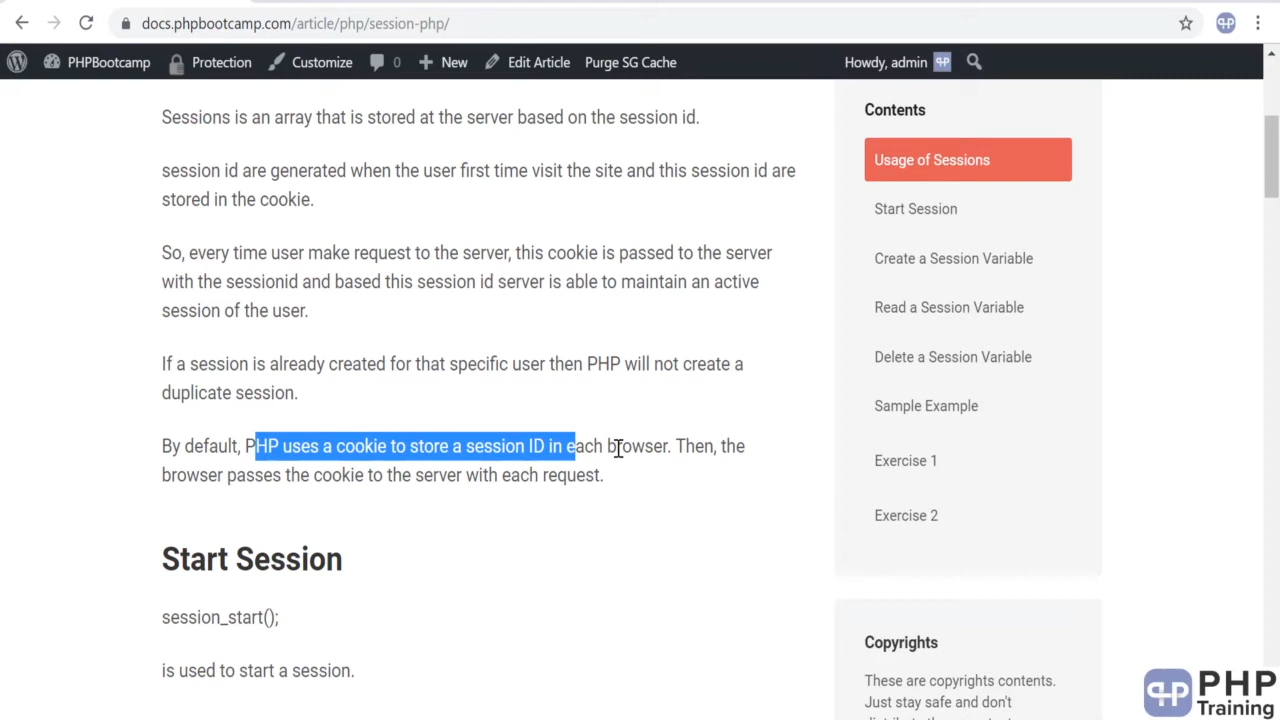 docs.phpbootcamp.com/article/php/session-php/
PHPBootcamp Protection Customize 0 New Edit Article Purge SG Cache Howdy, admin
Sessions is an array that is stored at the server based on the session id.
session id are generated when the user first time visit the site and this session id are
stored in the cookie.
So, every time user make request to the server, this cookie is passed to the server
with the sessionid and based this session id server is able to maintain an active
session of the user.
If a session is already created for that specific user then PHP will not create a
duplicate session.
By default, PHP uses a cookie to store a session ID in each browser. Then, the
browser passes the cookie to the server with each request.
Start Session
session_start();
is used to start a session.
Contents
Usage of Sessions
Start Session
Create a Session Variable
Read a Session Variable
Delete a Session Variable
Sample Example
Exercise 1
Exercise 2
Copyrights
These are copyrights contents.
Just stay safe and don't
PHP
Training